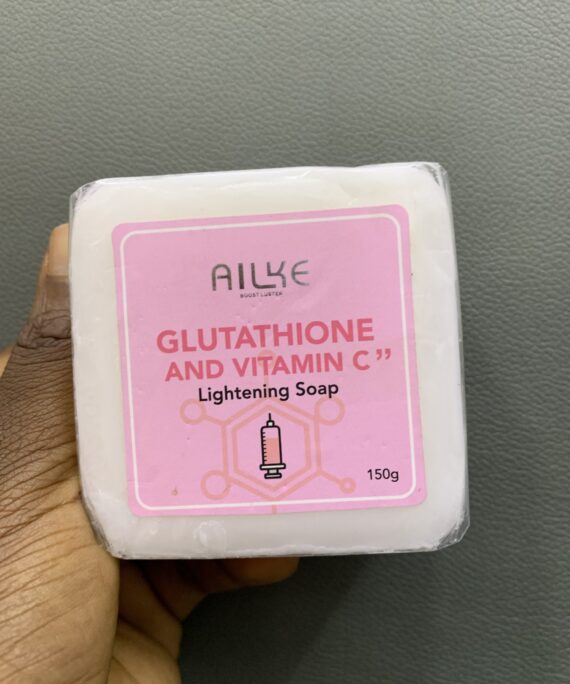 AILKE
BOOST LUSTER
GLUTATHIONE
AND VITAMIN C”
Lightening Soap
150g